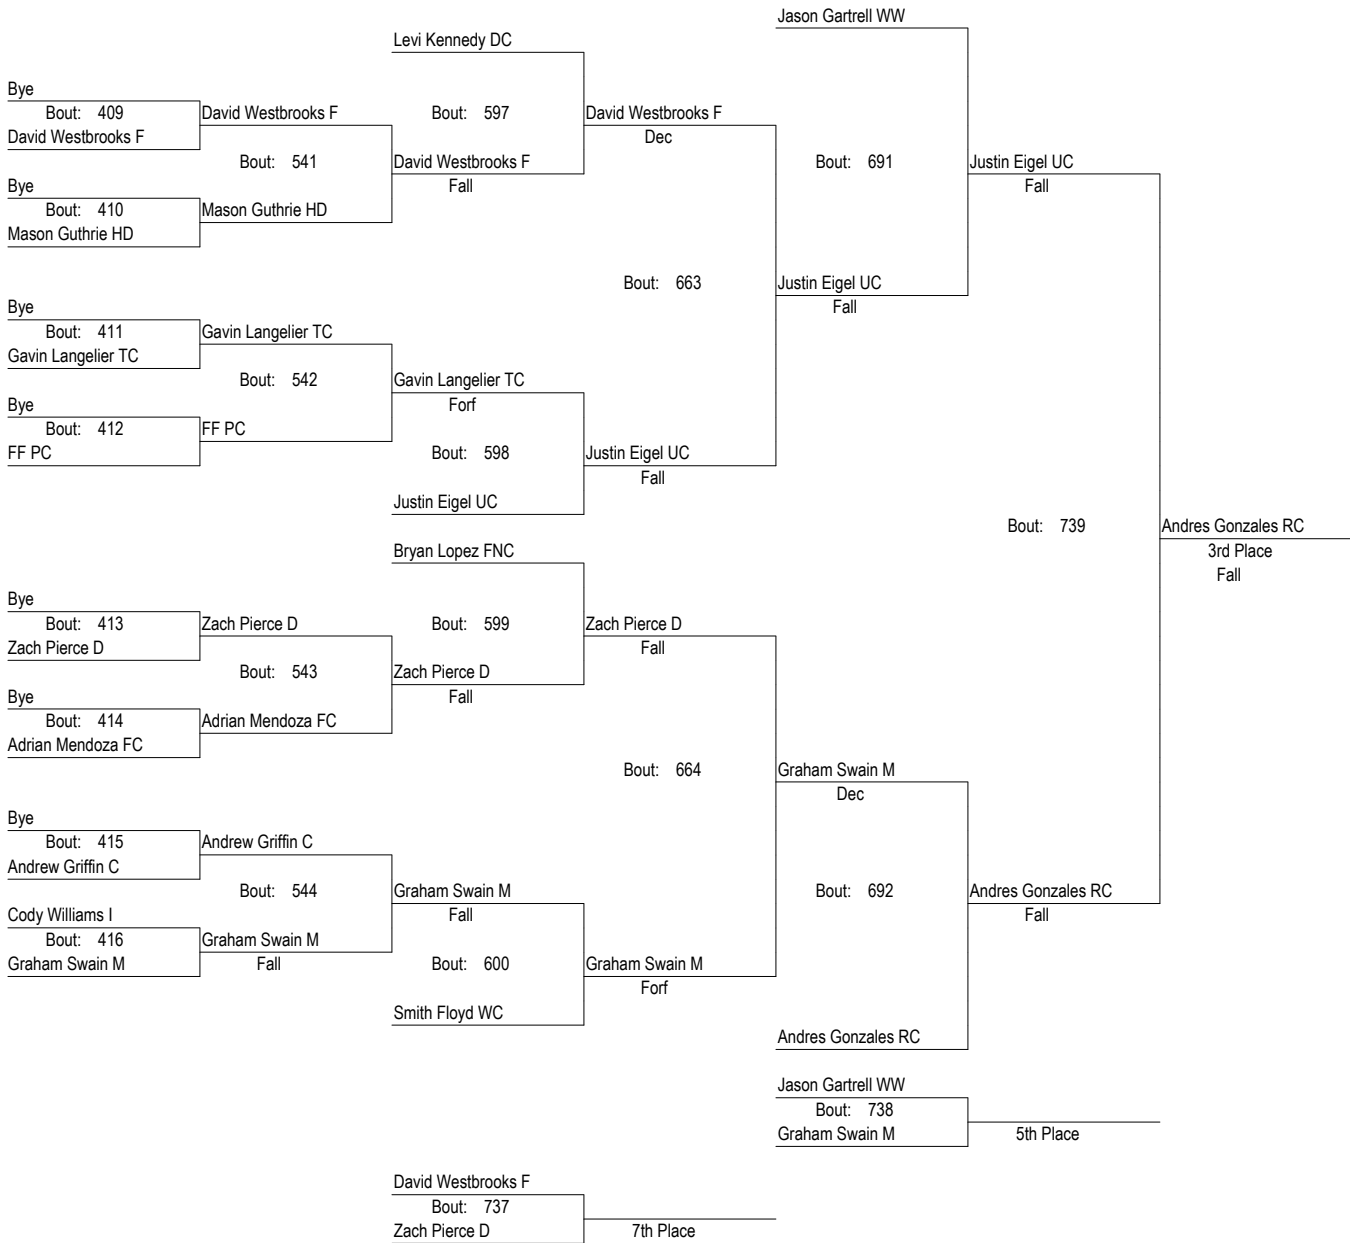 Jason Gartrell WW
Levi Kennedy DC
Bye
Bout: 409
David Westbrooks F
David Westbrooks F
Bout: 597
David Westbrooks F
Dec
Bout: 541
David Westbrooks F
Fall
Bout: 691
Justin Eigel UC
Fall
Bye
Bout: 410
Mason Guthrie HD
Mason Guthrie HD
Bout: 663
Justin Eigel UC
Fall
Bye
Bout: 411
Gavin Langelier TC
Gavin Langelier TC
Bout: 542
Gavin Langelier TC
Forf
Bye
Bout: 412
FF PC
FF PC
Bout: 598
Justin Eigel UC
Fall
Justin Eigel UC
Bout: 739
Andres Gonzales RC
3rd Place
Fall
Bryan Lopez FNC
Bye
Bout: 413
Zach Pierce D
Zach Pierce D
Bout: 599
Zach Pierce D
Fall
Bout: 543
Zach Pierce D
Fall
Bye
Bout: 414
Adrian Mendoza FC
Adrian Mendoza FC
Bout: 664
Graham Swain M
Dec
Bye
Bout: 415
Andrew Griffin C
Andrew Griffin C
Bout: 544
Graham Swain M
Fall
Bout: 692
Andres Gonzales RC
Fall
Cody Williams I
Bout: 416
Graham Swain M
Graham Swain M
Fall
Bout: 600
Graham Swain M
Forf
Smith Floyd WC
Andres Gonzales RC
Jason Gartrell WW
Bout: 738
Graham Swain M
5th Place
David Westbrooks F
Bout: 737
Zach Pierce D
7th Place